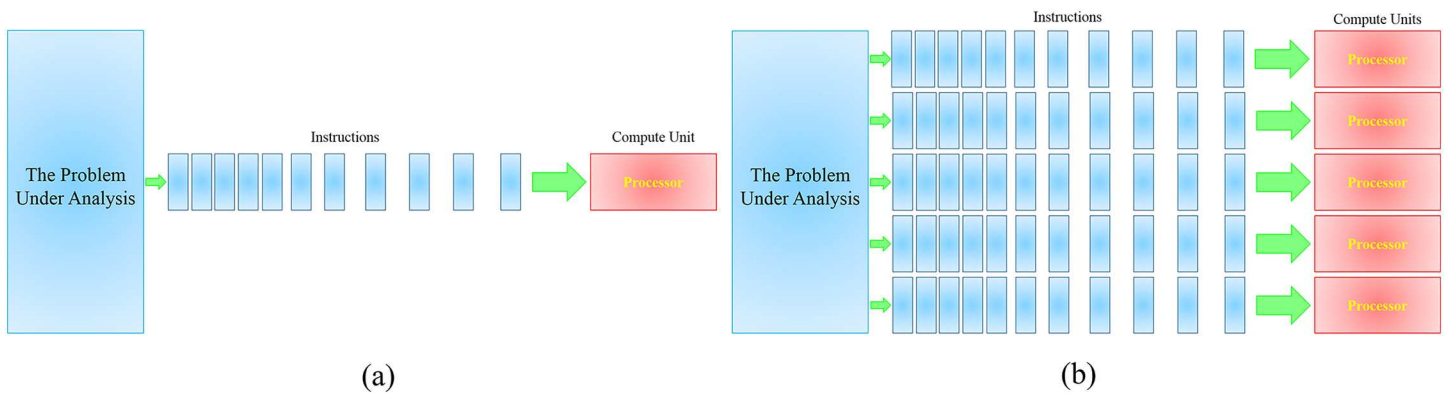 The Problem
Under Analysis
Instructions
Compute Unit
Processor
(a)
The Problem
Under Analysis
Instructions
Compute Units
Processor
Processor
Processor
Processor
Processor
(b)